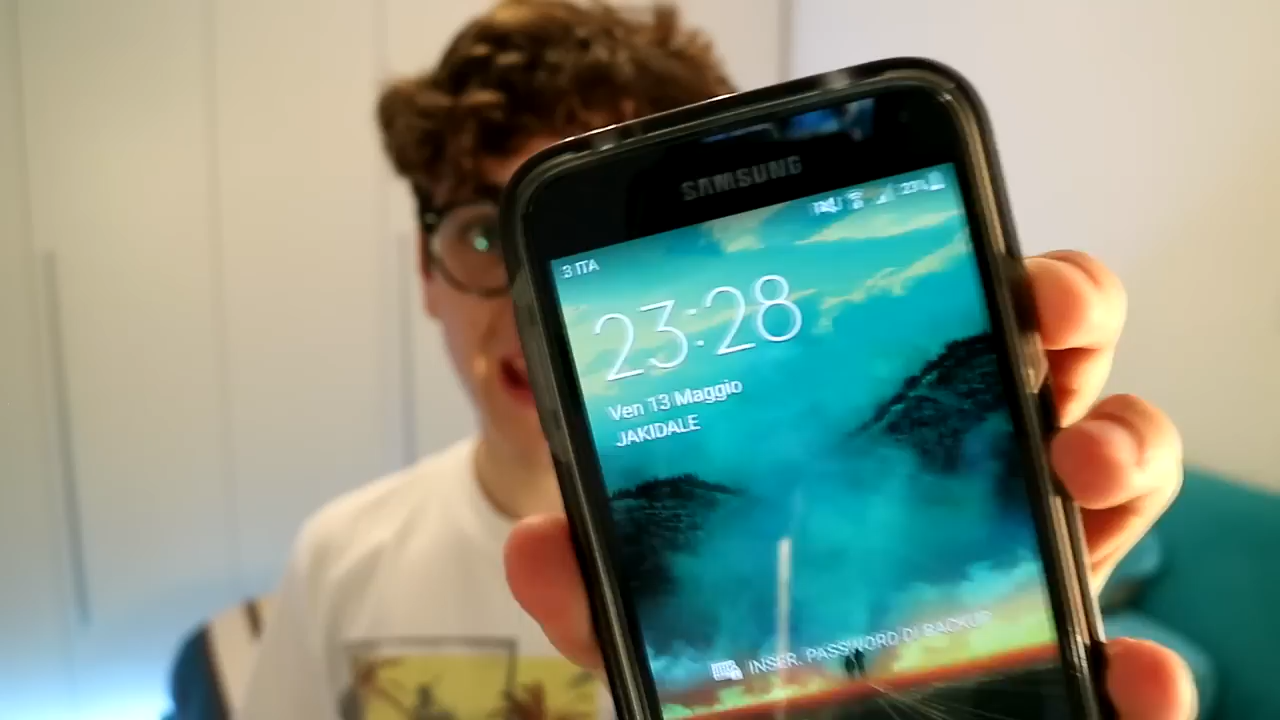 SAMSUNG
23%
3 ITA
23:28
Ven 13 Maggio
JAKIDALE
INSER. PASSWORD DI BACKUP